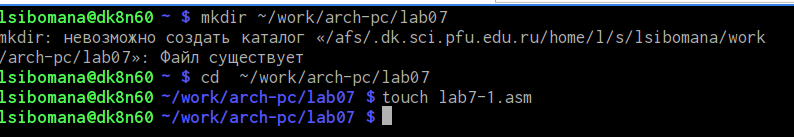 lsibomana@dk8n60 ~ $ mkdir ~/work/arch-pc/lab07
mkdir: невозможно создать каталог «/afs/.dk.sci.pfu.edu.ru/home/l/s/lsibomana/work
/arch-pc/lab07»: Файл существует
lsibomana@dk8n60 ~ $ cd  ~/work/arch-pc/lab07
lsibomana@dk8n60 ~/work/arch-pc/lab07 $ touch lab7-1.asm
lsibomana@dk8n60 ~/work/arch-pc/lab07 $